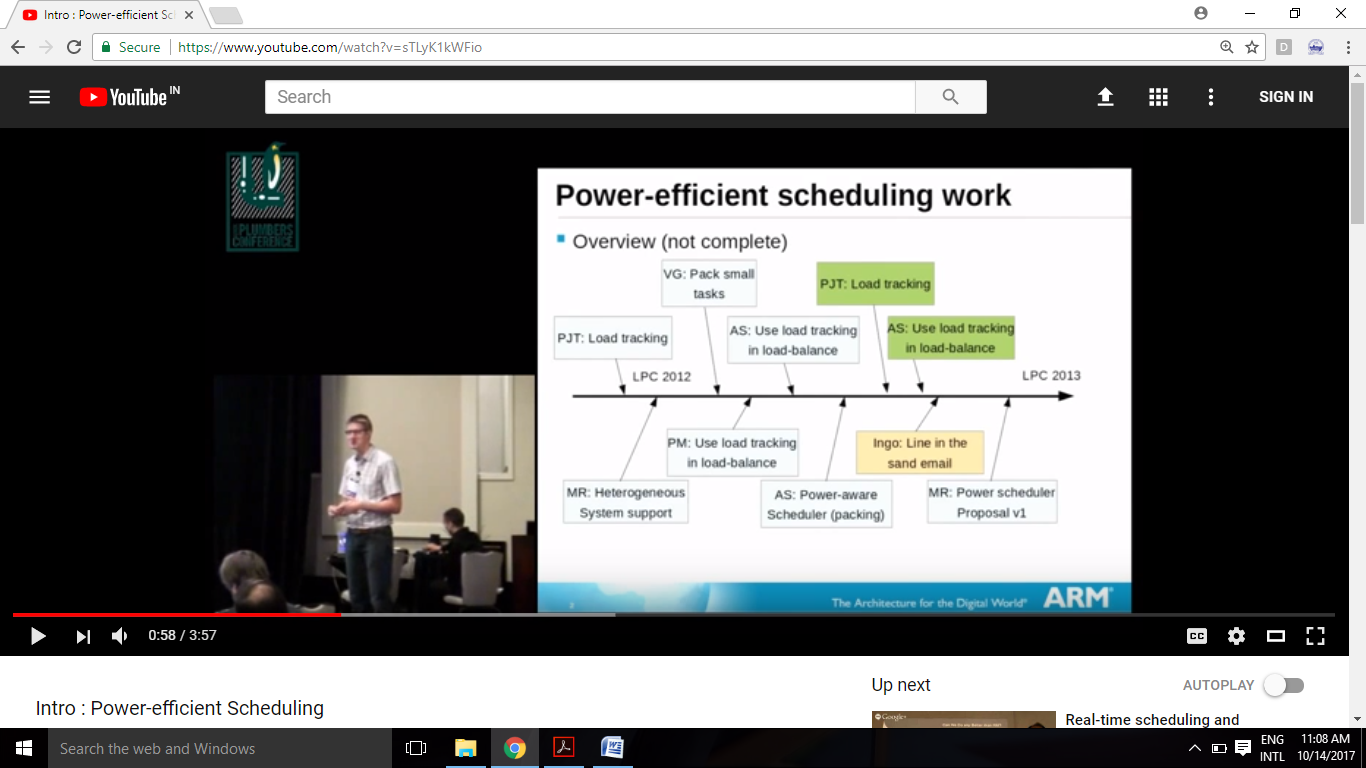 Intro : Power-efficient Sc
Secure
https://www.youtube.com/watch?v=sTLyK1kWFio
D
YouTube IN
Search
SIGN IN
PLUMBERS
CONFERENCE
Power-efficient scheduling work
Overview (not complete)
VG: Pack small
tasks
PJT: Load tracking
PJT: Load tracking
AS: Use load tracking
in load-balance
AS: Use load tracking
in load-balance
LPC 2012
LPC 2013
PM: Use load tracking
in load-balance
Ingo: Line in the
sand email
MR: Heterogeneous
System support
AS: Power-aware
Scheduler (packing)
MR: Power scheduler
Proposal v1
2
The Architecture for the Digital World®
ARM®
0:58 / 3:57
CC
Intro : Power-efficient Scheduling
Up next
AUTOPLAY
Google+
Real-time scheduling and
Search the web and Windows
ENG
INTL
11:08 AM
10/14/2017